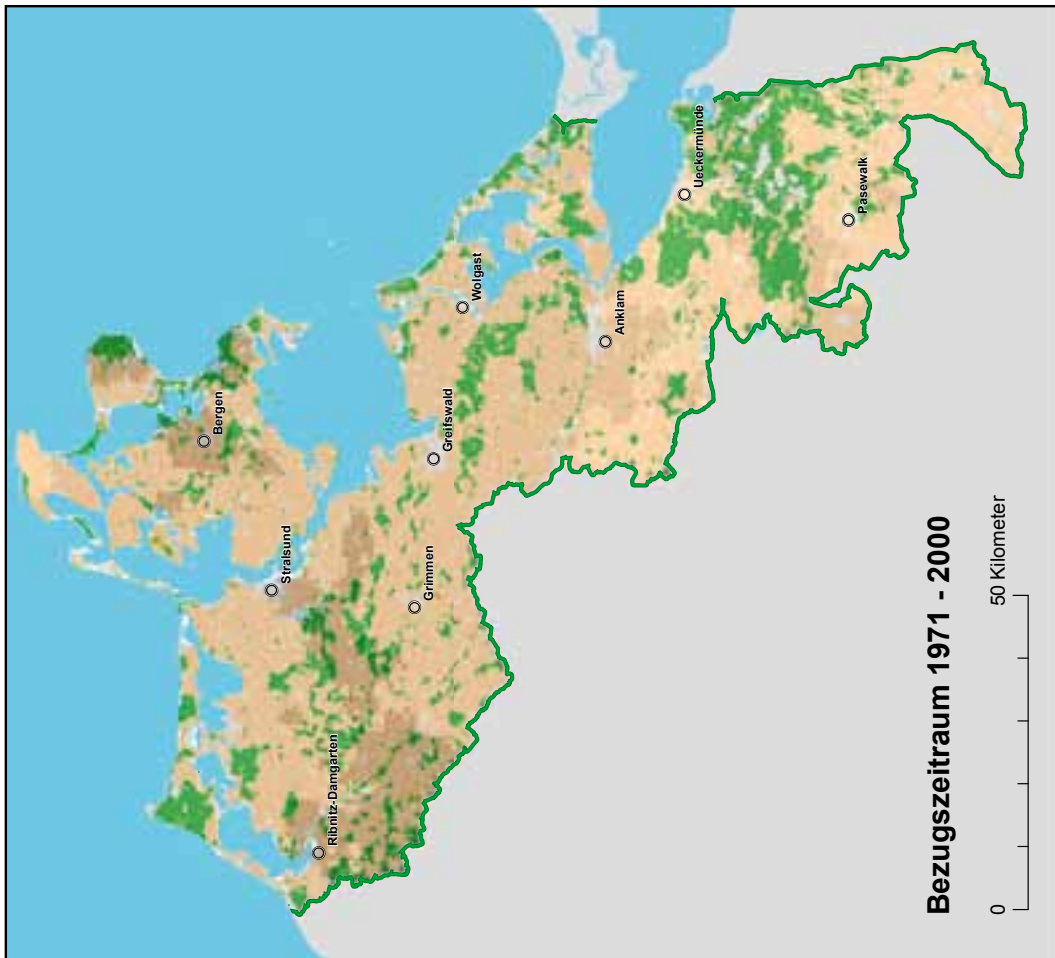 Bergen
Stralsund
Ribnitz-Damgarten
Grimmen
Greifswald
Wolgast
Anklam
Ueckermünde
Pasewalk
Bezugszeitraum 1971 - 2000
0 50 Kilometer